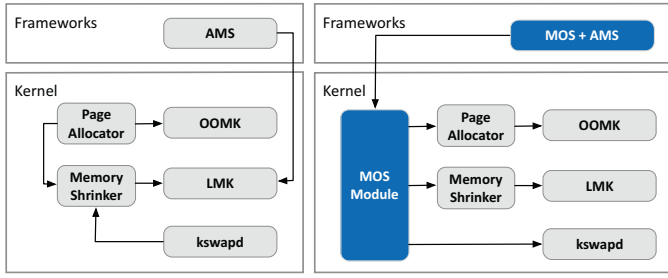 Frameworks
AMS
Kernel
Page
Allocator
OOMK
Memory
Shrinker
LMK
kswapd
Frameworks
MOS + AMS
Kernel
MOS
Module
Page
Allocator
OOMK
Memory
Shrinker
LMK
kswapd